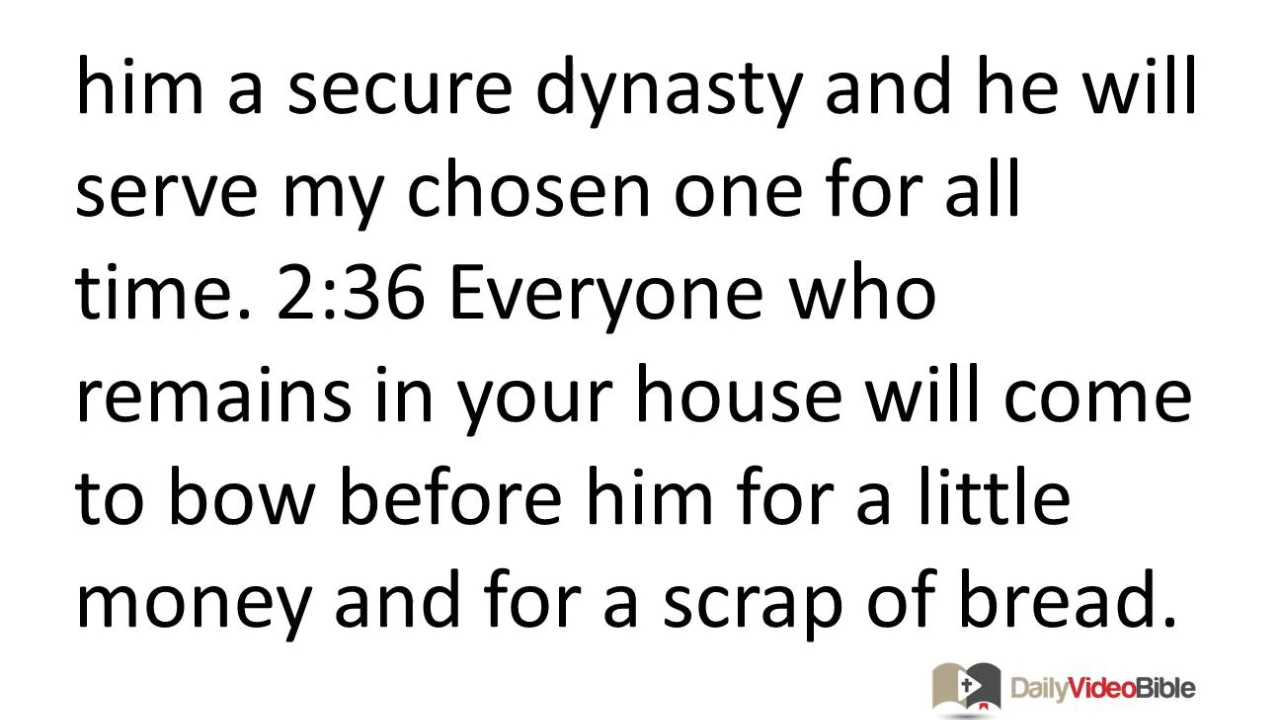 him a secure dynasty and he will
serve my chosen one for all
time. 2:36 Everyone who
remains in your house will come
to bow before him for a little
money and for a scrap of bread.
DailyVideoBible